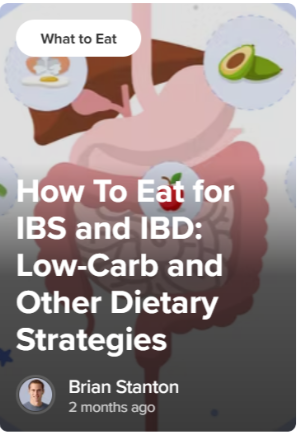 What to Eat
How To Eat for
IBS and IBD:
Low-Carb and
Other Dietary
Strategies
Brian Stanton
2 months ago